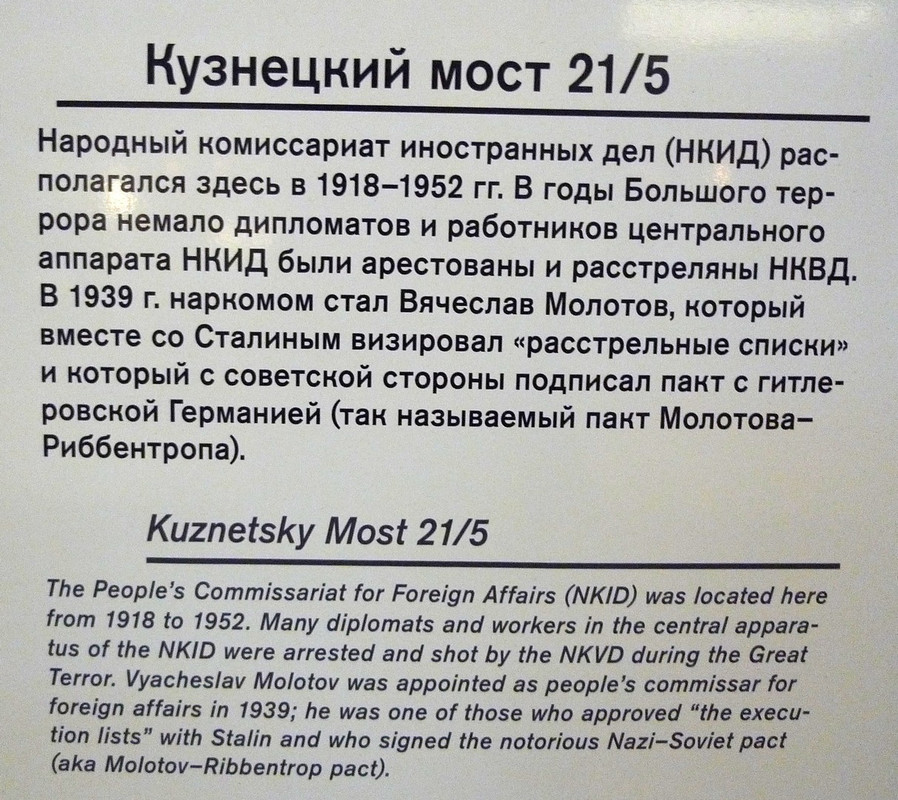 Кузнецкий мост 21/5
Народный комиссариат иностранных дел (НКИД) рас-
полагался здесь в 1918–1952 гг. В годы Большого тер-
рора немало дипломатов и работников центрального
аппарата НКИД были арестованы и расстреляны НКВД.
В 1939 г. наркомом стал Вячеслав Молотов, который
вместе со Сталиным визировал «расстрельные списки»
и который с советской стороны подписал пакт с гитле-
ровской Германией (так называемый пакт Молотова–
Риббентропа).
Kuznetsky Most 21/5
The People's Commissariat for Foreign Affairs (NKID) was located here
from 1918 to 1952. Many diplomats and workers in the central appara-
tus of the NKID were arrested and shot by the NKVD during the Great
Terror. Vyacheslav Molotov was appointed as people's commissar for
foreign affairs in 1939; he was one of those who approved “the execu-
tion lists” with Stalin and who signed the notorious Nazi–Soviet pact
(aka Molotov–Ribbentrop pact).